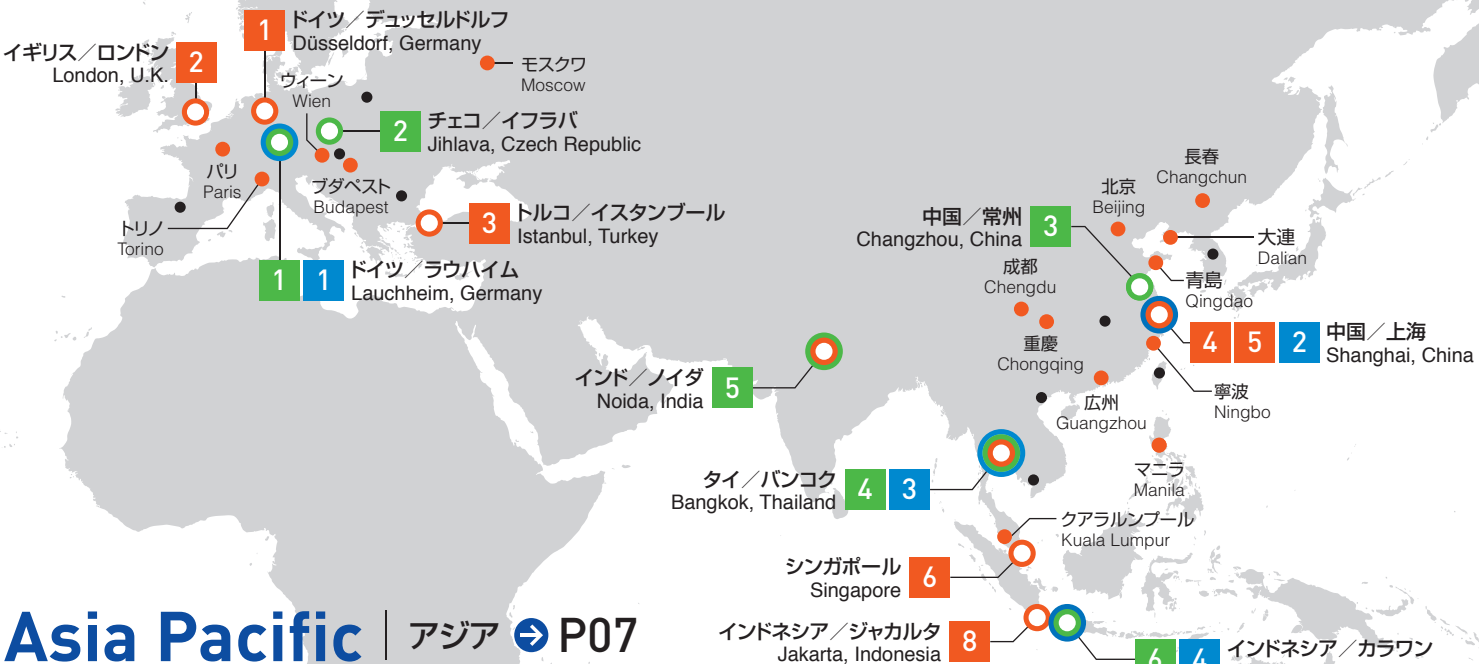 1
ドイツ／デュッセルドルフ
Düsseldorf, Germany
イギリス／ロンドン
London, U.K.
2
モスクワ
Moscow
ウィーン
Wien
2
チェコ／イフラバ
Jihlava, Czech Republic
パリ
Paris
ブダペスト
Budapest
トリノ
Torino
3
トルコ／イスタンブール
Istanbul, Turkey
1
1
ドイツ／ラウハイム
Lauchheim, Germany
長春
Changchun
北京
Beijing
中国／常州
Changzhou, China
3
大連
Dalian
成都
Chengdu
青島
Qingdao
重慶
Chongqing
4
5
2
中国／上海
Shanghai, China
インド／ノイダ
Noida, India
5
広州
Guangzhou
寧波
Ningbo
マニラ
Manila
タイ／バンコク
Bangkok, Thailand
4
3
クアラルンプール
Kuala Lumpur
シンガポール
Singapore
6
インドネシア／ジャカルタ
Jakarta, Indonesia
8
6
4
インドネシア／カラワン
Asia Pacific
アジア
P07